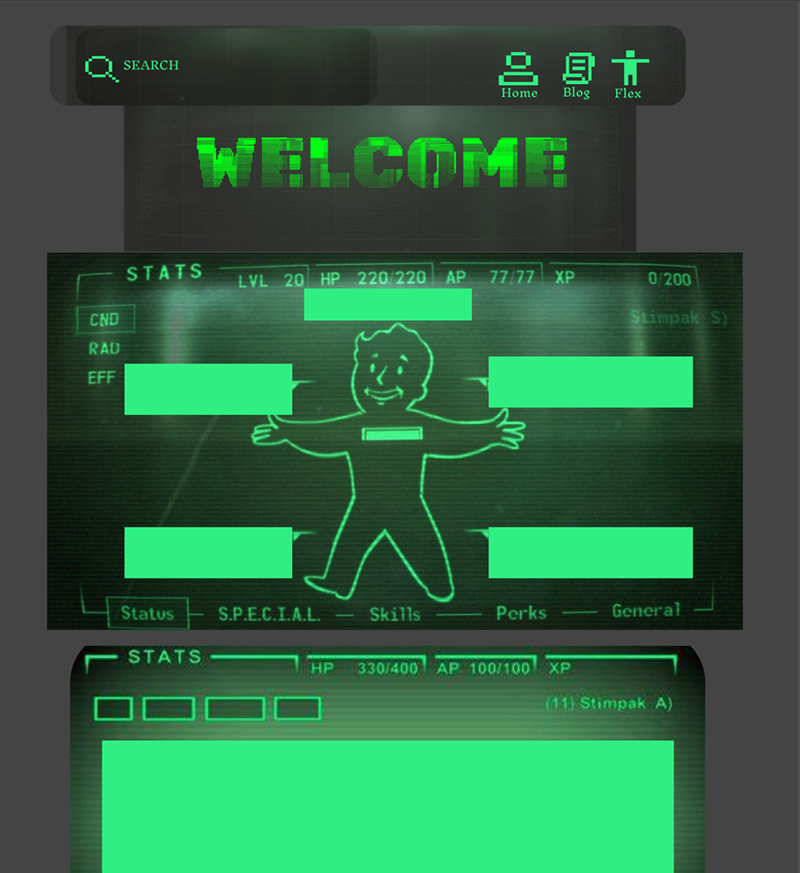 SEARCH
Home Blog Flex
WELCOME
STATS LVL 20 HP 220/220 AP 77/77 XP 0/200
CND Stimpak S)
RAD
EFF
Status S.P.E.C.I.A.L. Skills Perks General
STATS HP 330/400 AP 100/100 XP
(11) Stimpak A)